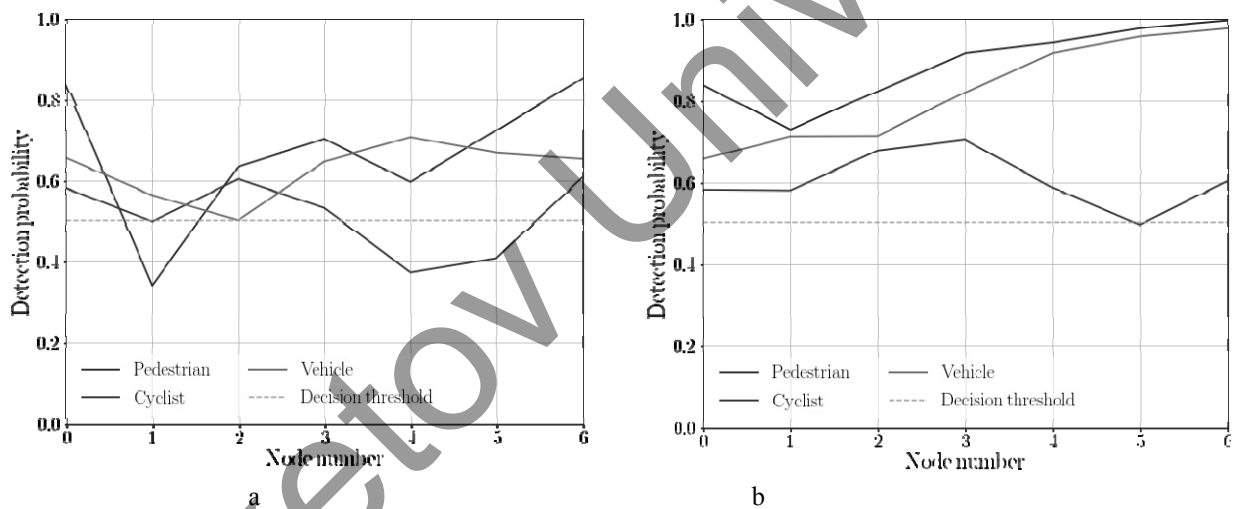 Detection probability
1.0
0.8
0.6
0.4
0.2
0.0
Pedestrian
Cyclist
Vehicle
Decision threshold
0 1 2 3 4 5 6
Node number
a
Detection probability
1.0
0.8
0.6
0.4
0.2
0.0
Pedestrian
Cyclist
Vehicle
Decision threshold
0 1 2 3 4 5 6
Node number
b
etov Univ